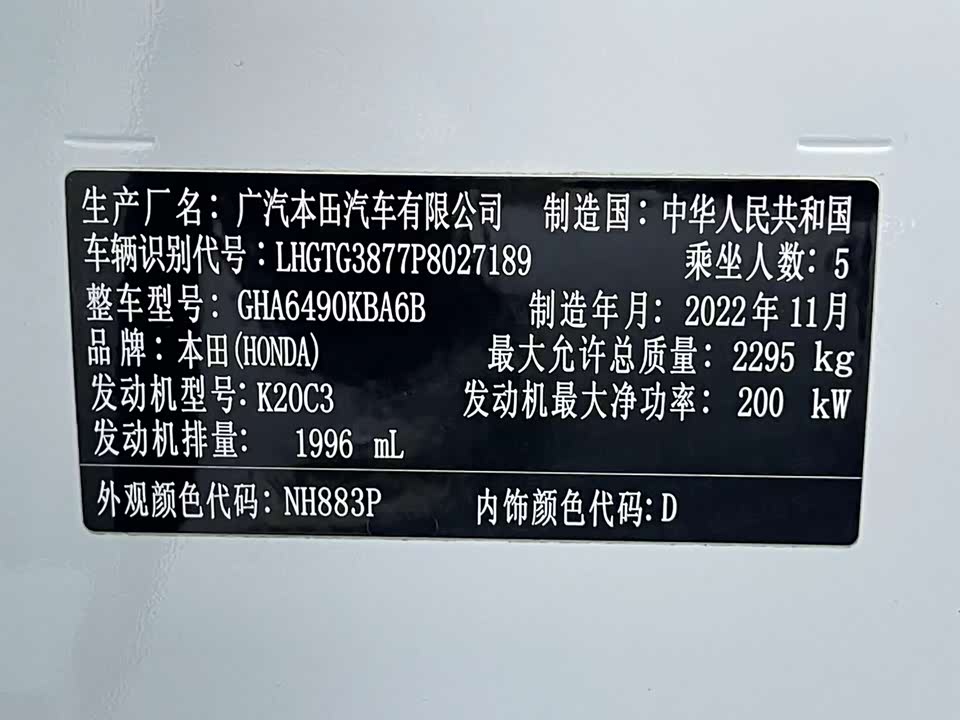 生产厂名：广汽本田汽车有限公司 制造国：中华人民共和国
车辆识别代号：LHGTG3877P8027189 乘坐人数：5
整车型号：GHA6490KBA6B 制造年月：2022年11月
品牌：本田(HONDA) 最大允许总质量：2295 kg
发动机型号：K20C3 发动机最大净功率：200 kW
发动机排量：1996 mL
外观颜色代码：NH883P 内饰颜色代码：D